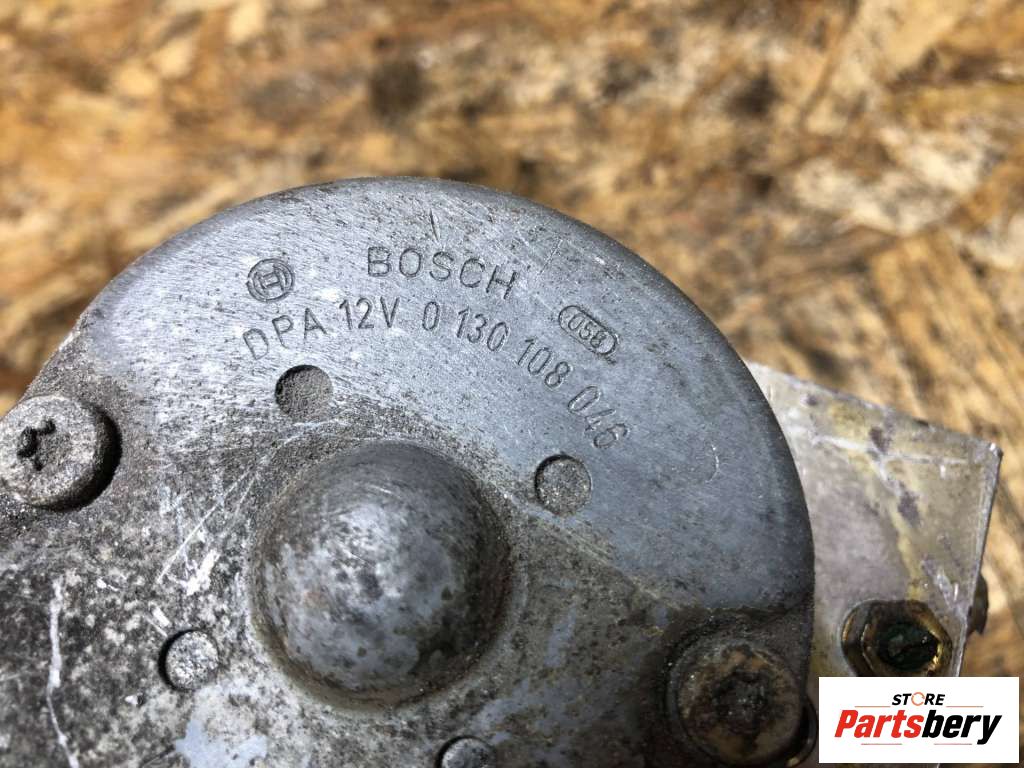 BOSCH
DPA 12V 0 130 108 046
058
STORE
Partsbery